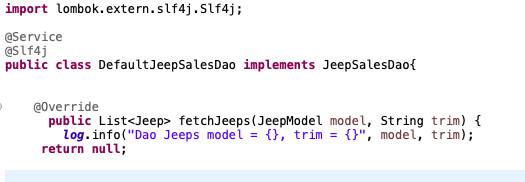 import lombok.extern.slf4j.Slf4j;
@Service
@Slf4j
public class DefaultJeepSalesDao implements JeepSalesDao{
@Override
public List<Jeep> fetchJeeps(JeepModel model, String trim) {
log.info("Dao Jeeps model = {}, trim = {}", model, trim);
return null;